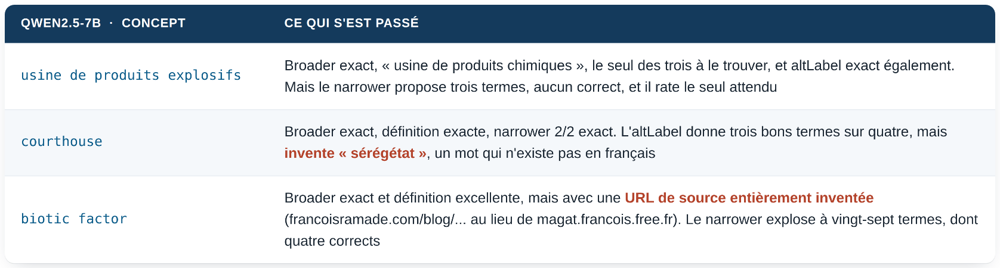 QWEN2.5-7B · CONCEPT
CE QUI S'EST PASSÉ
usine de produits explosifs
Broader exact, « usine de produits chimiques », le seul des trois à le trouver, et altLabel exact également.
Mais le narrower propose trois termes, aucun correct, et il rate le seul attendu
courthouse
Broader exact, définition exacte, narrower 2/2 exact. L'altLabel donne trois bons termes sur quatre, mais
invente « sérégétat », un mot qui n'existe pas en français
biotic factor
Broader exact et définition excellente, mais avec une URL de source entièrement inventée
(francoisramade.com/blog/... au lieu de magat.francois.free.fr). Le narrower explose à vingt-sept termes, dont
quatre corrects